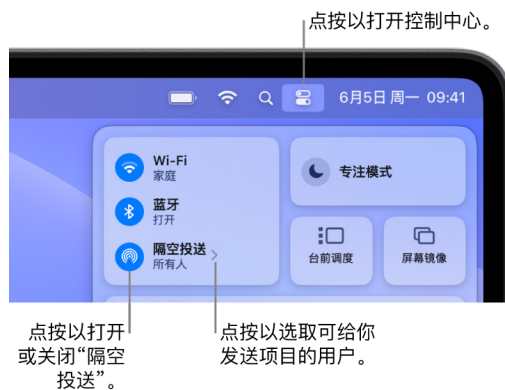 点按以打开控制中心。
6月5日 周一 09:41
Wi-Fi
家庭
专注模式
蓝牙
打开
隔空投送
所有人
台前调度
屏幕镜像
点按以打开
或关闭“隔空
投送”。
点按以选取可给你
发送项目的用户。